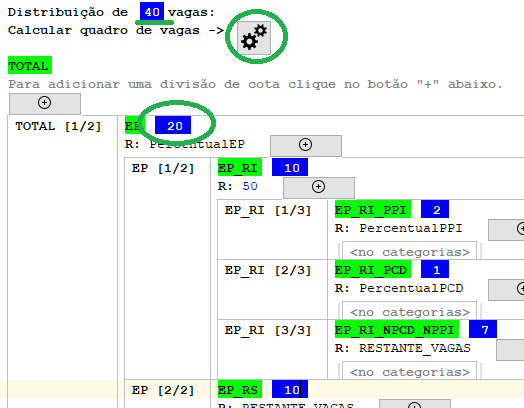 Distribuição de 40 vagas:
Calcular quadro de vagas ->
TOTAL
Para adicionar uma divisão de cota clique no botão "+" abaixo.
TOTAL [1/2] EP 20
R: PercentualEP
EP [1/2] EP_RI 10
R: 50
EP_RI [1/3] EP_RI_PPI 2
R: PercentualPPI
<no categorias>
EP_RI [2/3] EP_RI_PCD 1
R: PercentualPCD
<no categorias>
EP_RI [3/3] EP_RI_NPCD_NPPI 7
R: RESTANTE_VAGAS
<no categorias>
EP [2/2] EP_RS 10
R: RESTANTE_VAGAS